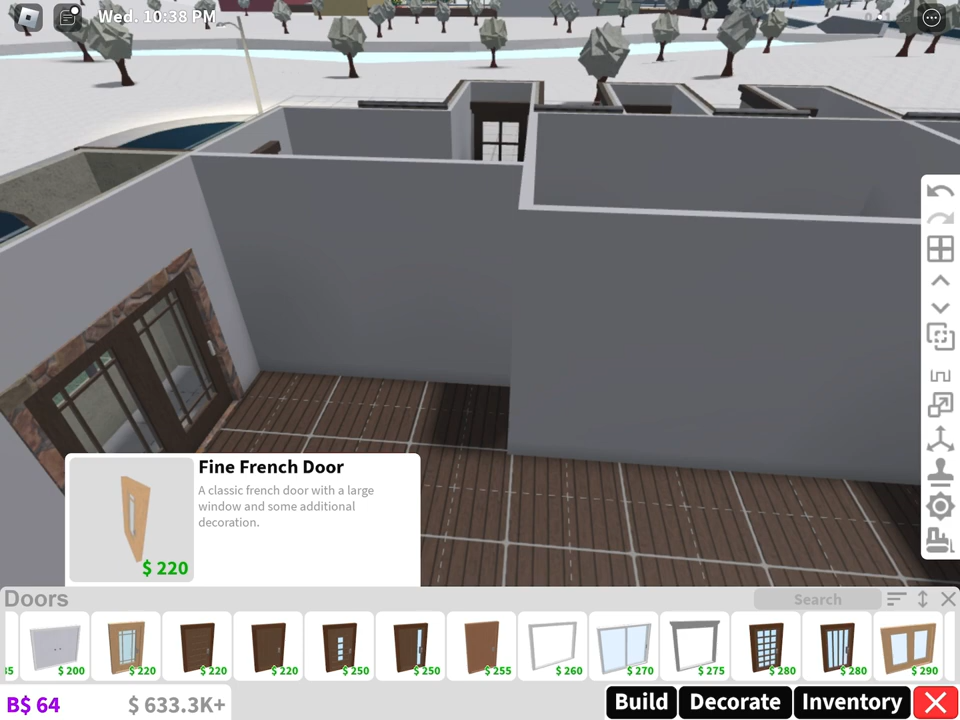 Wed. 10:38 PM
Fine French Door
A classic french door with a large
window and some additional
decoration.
$ 220
Doors
Search
$ 200
$ 220
$ 220
$ 220
$ 250
$ 250
$ 255
$ 260
$ 270
$ 275
$ 280
$ 280
$ 290
B$ 64
$ 633.3K+
Build
Decorate
Inventory